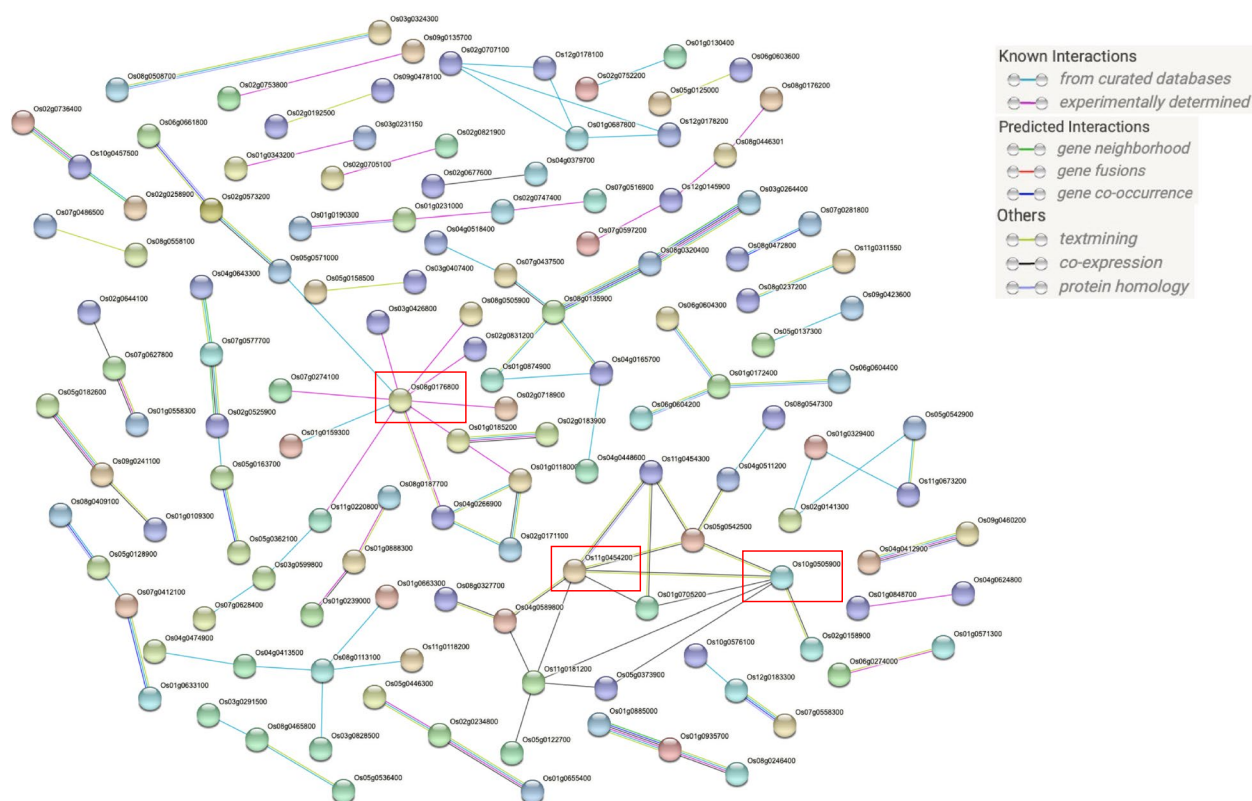 Os03g0324300
Os09g0135700
Os02g0707100
Os12g0178100
Os01g0130400
Os06g0603600
Os08g0508700
Os02g0753800
Os09g0478100
Os02g0752200
Os05g0125000
Os08g0176200
Os02g0736400
Os06g0661800
Os02g0192500
Os03g0231150
Os02g0821900
Os01g0687800
Os12g0178200
Os10g0457500
Os01g0343200
Os02g0705100
Os04g0379700
Os08g0446301
Os02g0677600
Os02g0258900
Os02g0573200
Os01g0190300
Os01g0231000
Os02g0747400
Os07g0516900
Os12g0145900
Os03g0264400
Os07g0486500
Os08g0558100
Os04g0518400
Os07g0597200
Os07g0281800
Os08g0472800
Os05g0571000
Os07g0437500
Os08g0320400
Os11g0311550
Os04g0643300
Os05g0158500
Os03g0407400
Os08g0237200
Os02g0644100
Os03g0426800
Os08g0505900
Os08g0135900
Os06g0604300
Os09g0423600
Os07g0577700
Os02g0831200
Os05g0137300
Os07g0627800
Os07g0274100
Os08g0176800
Os01g0874900
Os04g0165700
Os01g0172400
Os06g0604400
Os05g0182600
Os01g0558300
Os02g0525900
Os02g0718900
Os06g0604200
Os08g0547300
Os01g0159300
Os01g0185200
Os02g0183900
Os05g0542900
Os01g0329400
Os09g0241100
Os05g0163700
Os01g0118000
Os04g0448600
Os11g0454300
Os04g0511200
Os08g0409100
Os08g0187700
Os11g0673200
Os01g0109300
Os11g0220800
Os04g0266900
Os02g0141300
Os05g0362100
Os02g0171100
Os05g0542500
Os09g0460200
Os05g0128900
Os01g0888300
Os11g0454200
Os04g0412900
Os10g0505900
Os03g0599800
Os07g0412100
Os01g0663300
Os08g0327700
Os01g0705200
Os04g0624800
Os01g0848700
Os07g0628400
Os01g0239000
Os04g0589800
Os04g0474900
Os02g0158900
Os01g0571300
Os04g0413500
Os08g0113100
Os11g0118200
Os10g0576100
Os06g0274000
Os01g0633100
Os05g0446300
Os11g0181200
Os05g0373900
Os12g0183300
Os03g0291500
Os08g0465800
Os03g0828500
Os02g0234800
Os05g0122700
Os01g0885000
Os07g0558300
Os01g0935700
Os05g0536400
Os01g0655400
Os08g0246400
Known Interactions
from curated databases
experimentally determined
Predicted Interactions
gene neighborhood
gene fusions
gene co-occurrence
Others
textmining
co-expression
protein homology